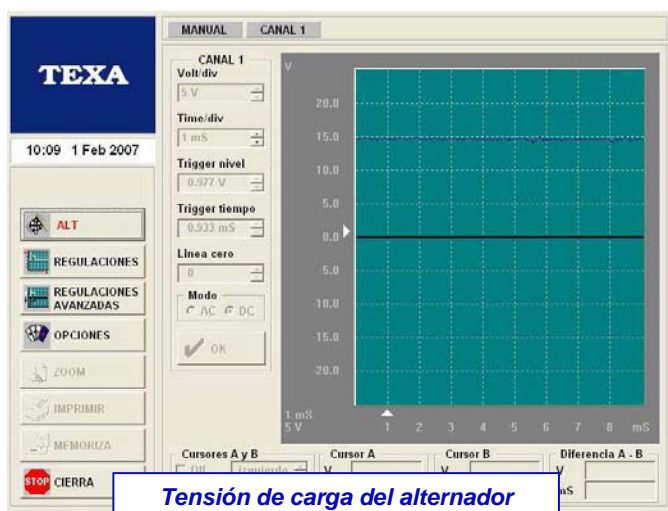 TEXA
10:09 1 Feb 2007
ALT
REGULACIONES
REGULACIONES
AVANZADAS
OPCIONES
ZOOM
IMPRIMIR
MEMORIZA
STOP CIERRA
MANUAL CANAL 1
CANAL 1
Volt/div
5 V
Time/div
1 mS
Trigger nivel
0.977 V
Trigger tiempo
0.933 mS
Linea cero
0
Modo
AC DC
OK
V
20.0
15.0
10.0
5.0
0.0
-5.0
-10.0
-15.0
-20.0
1 mS
5 V 1 2 3 4 5 6 7 8 mS
Cursores A y B Cursor A Cursor B Diferencia A - B
V V V
mS
Tensión de carga del alternador